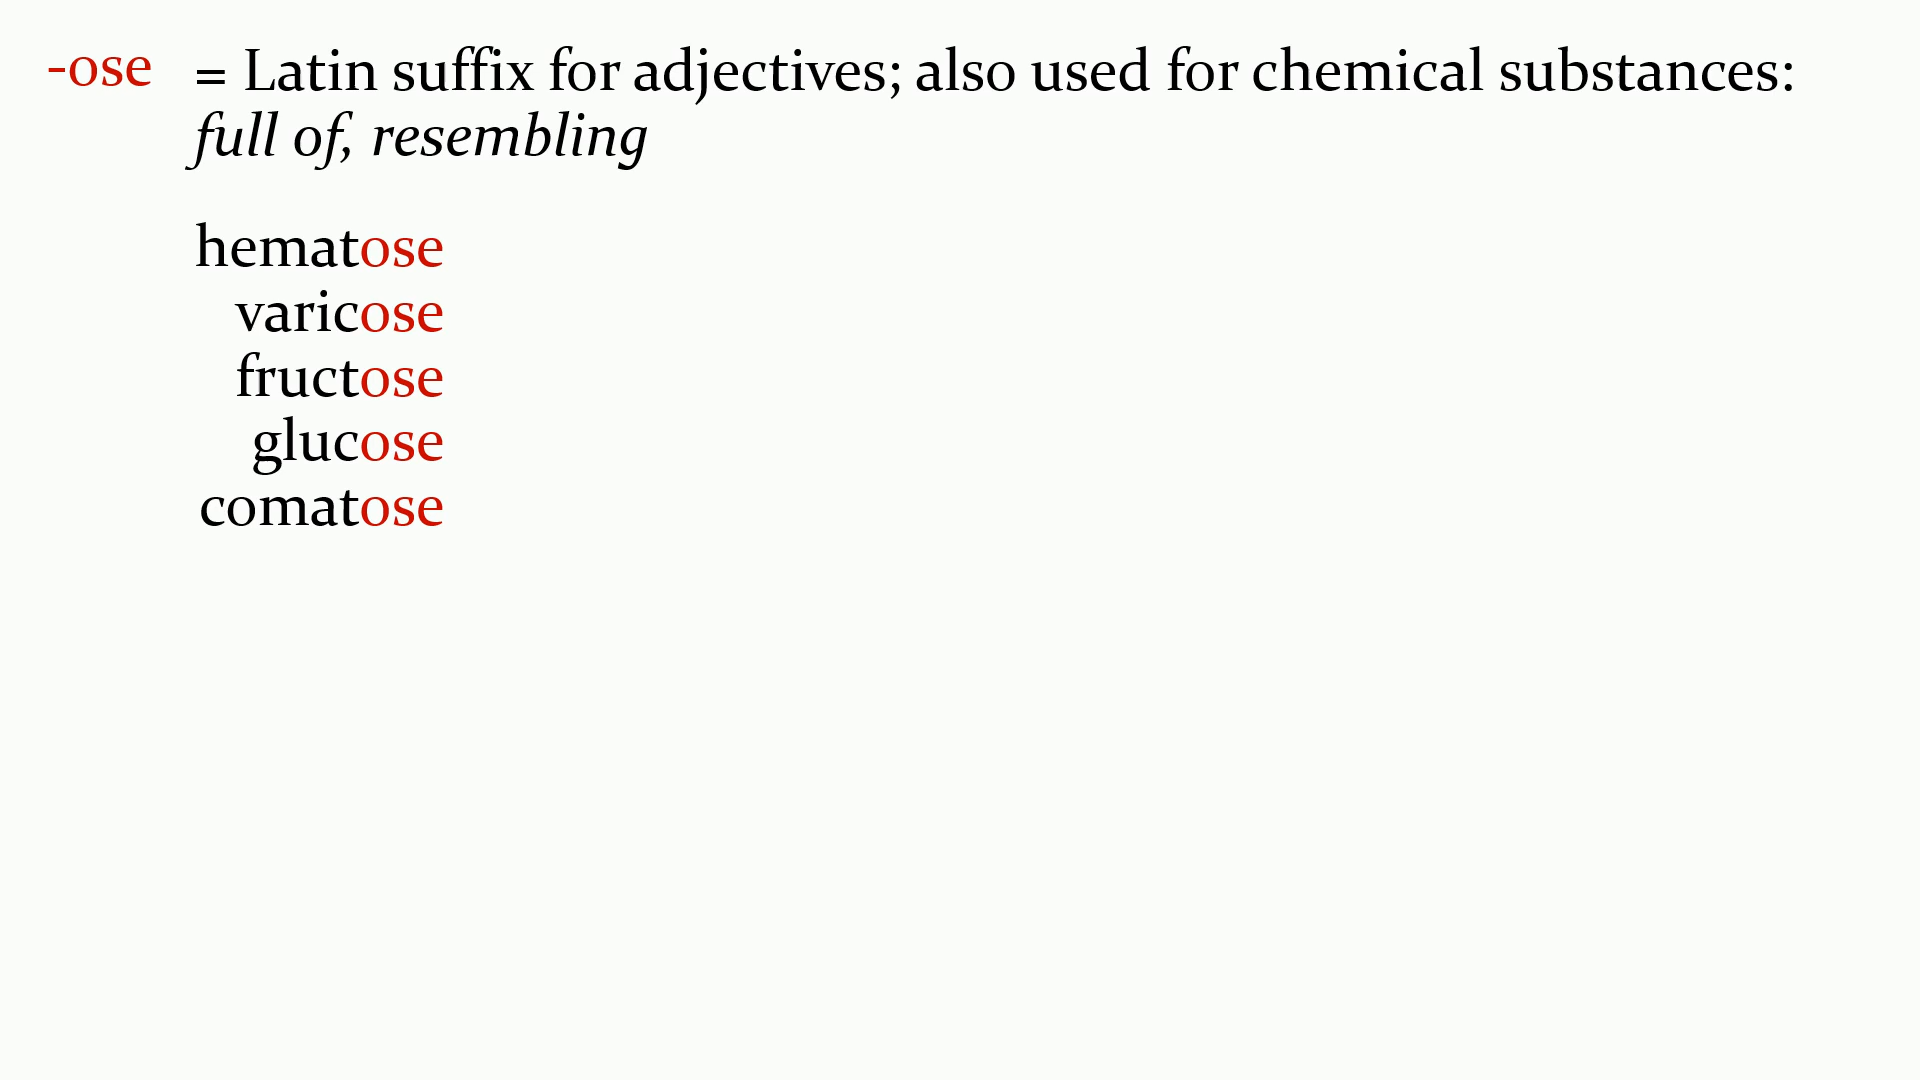 -ose = Latin suffix for adjectives; also used for chemical substances:
full of, resembling
hematose
varicose
fructose
glucose
comatose